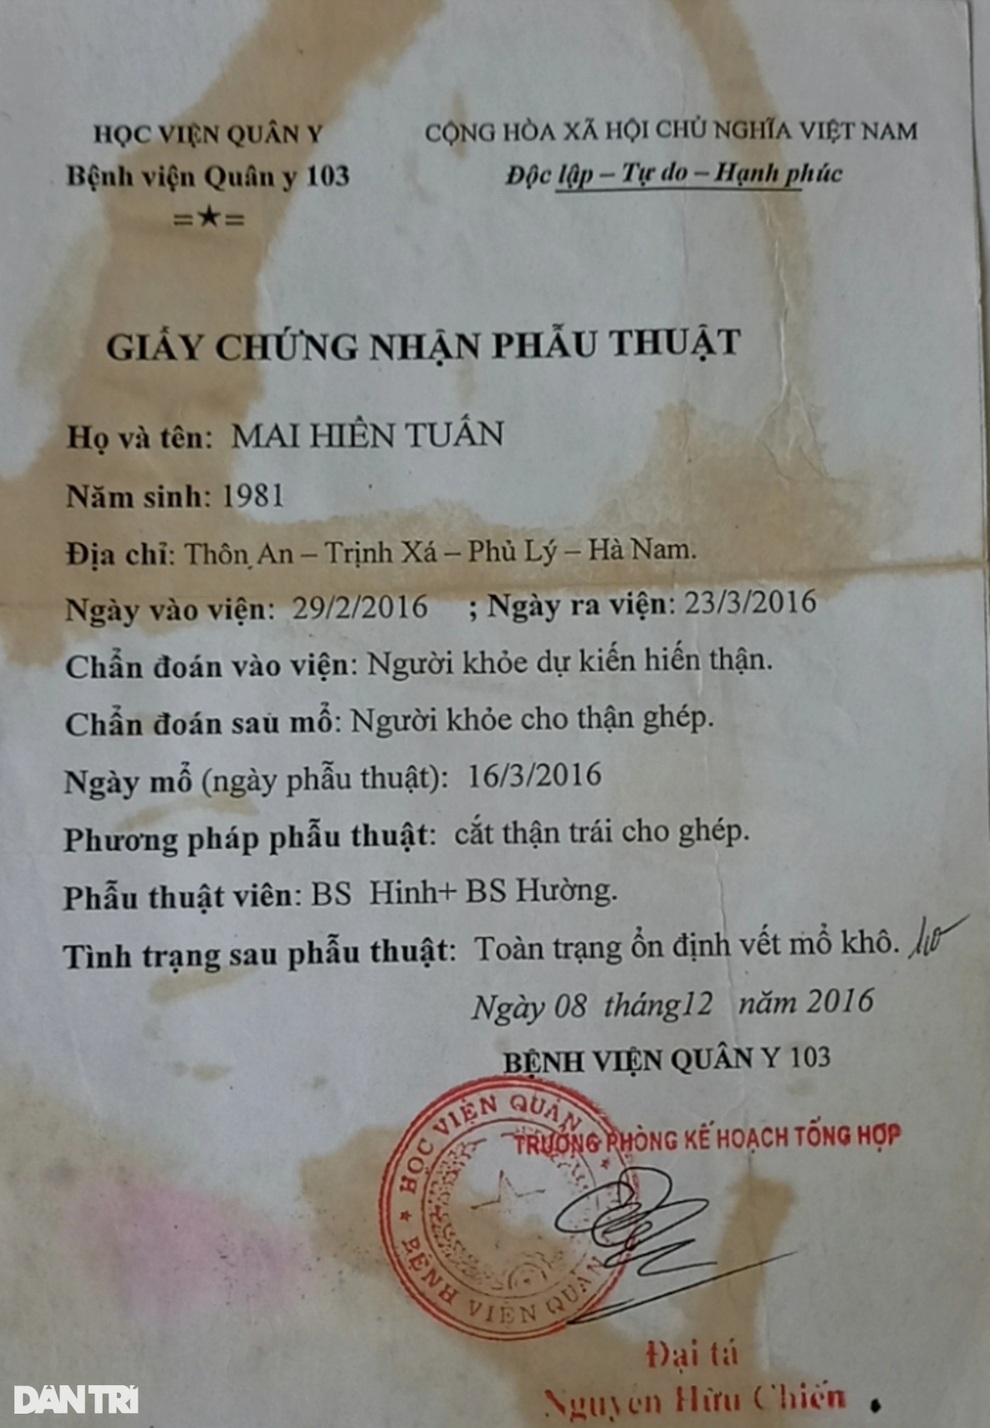 HỌC VIỆN QUÂN Y
Bệnh viện Quân y 103
=★=
CỘNG HÒA XÃ HỘI CHỦ NGHĨA VIỆT NAM
Độc lập – Tự do – Hạnh phúc
GIẤY CHỨNG NHẬN PHẪU THUẬT
Họ và tên: MAI HIÊN TUẤN
Năm sinh: 1981
Địa chỉ: Thôn An – Trịnh Xá – Phủ Lý – Hà Nam.
Ngày vào viện: 29/2/2016 ; Ngày ra viện: 23/3/2016
Chẩn đoán vào viện: Người khỏe dự kiến hiến thận.
Chẩn đoán sau mổ: Người khỏe cho thận ghép.
Ngày mổ (ngày phẫu thuật): 16/3/2016
Phương pháp phẫu thuật: cắt thận trái cho ghép.
Phẫu thuật viên: BS Hinh+ BS Hường.
Tình trạng sau phẫu thuật: Toàn trạng ổn định vết mổ khô.
Ngày 08 tháng12 năm 2016
BỆNH VIỆN QUÂN Y 103
TRƯỞNG PHÒNG KẾ HOẠCH TỔNG HỢP
HỌC VIỆN QUÂN
BỆNH VIỆN QUÂN
Đại tá
Nguyễn Hữu Chiến
DÂN TRÍ